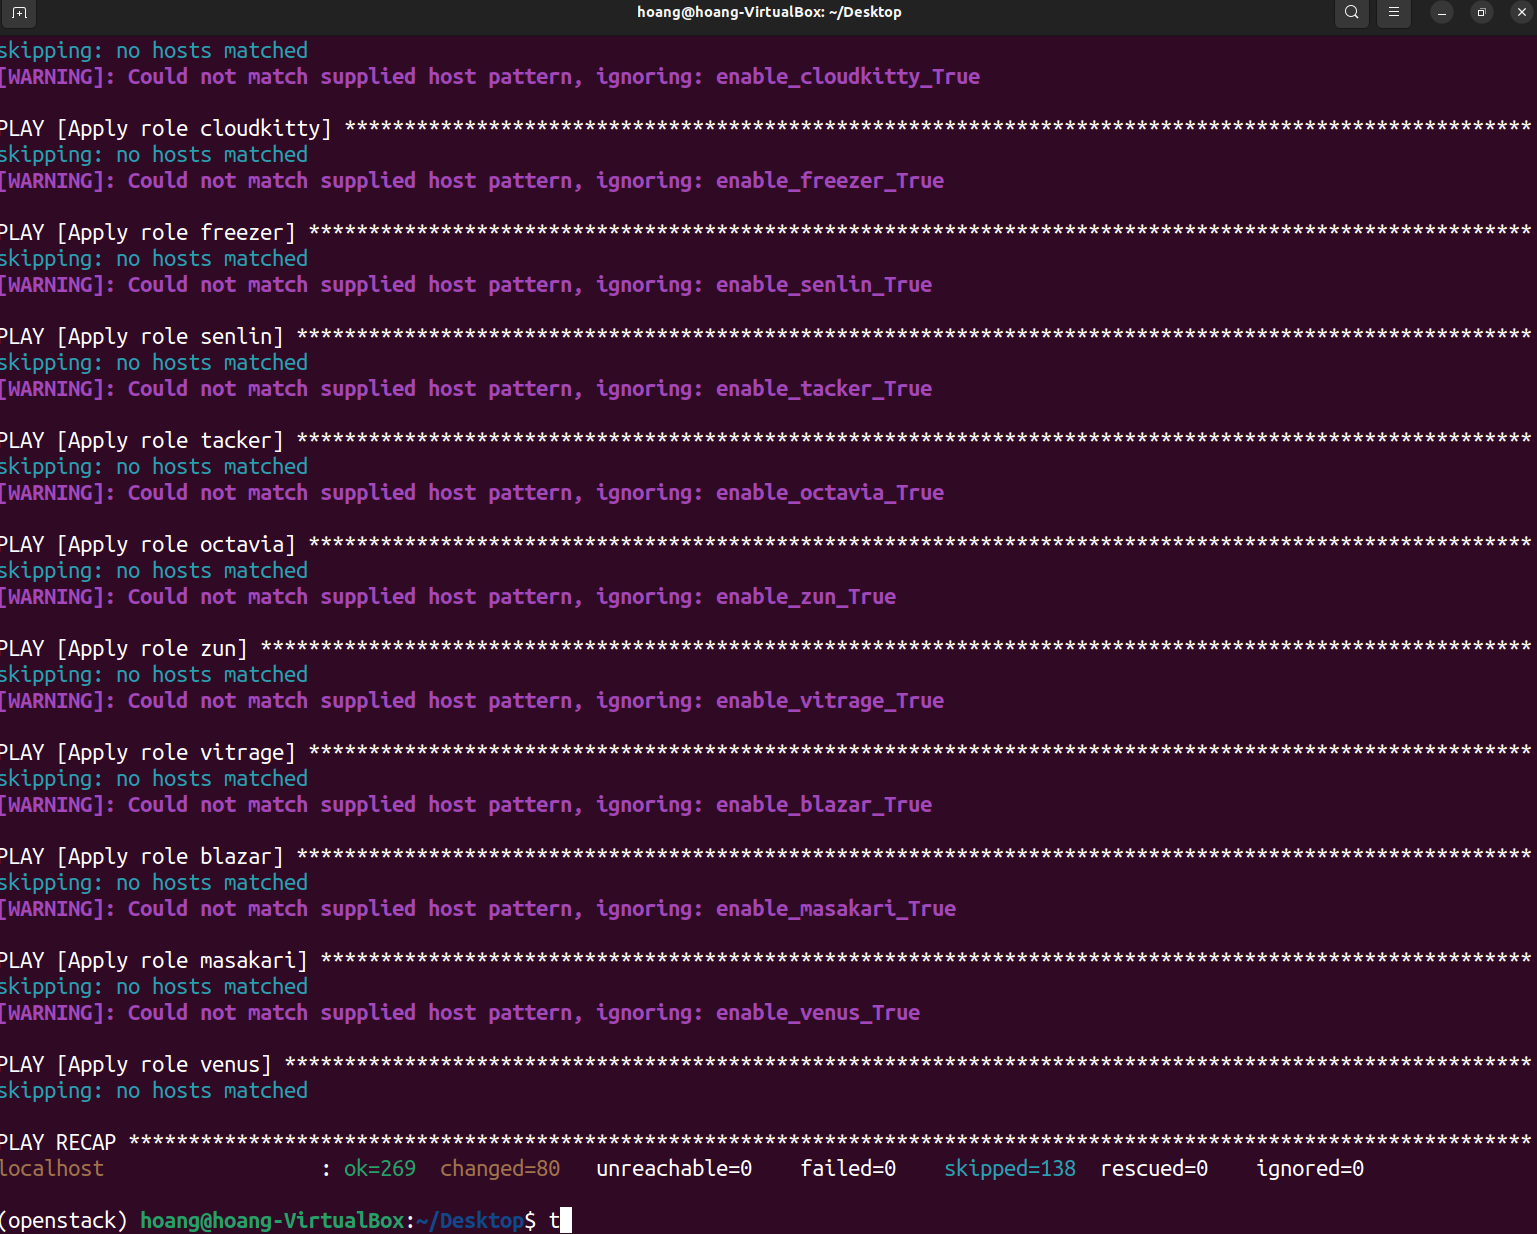 hoang@hoang-VirtualBox: ~/Desktop
skipping: no hosts matched
[WARNING]: Could not match supplied host pattern, ignoring: enable_cloudkitty_True
PLAY [Apply role cloudkitty] ***************************************************************************************************
skipping: no hosts matched
[WARNING]: Could not match supplied host pattern, ignoring: enable_freezer_True
PLAY [Apply role freezer] ******************************************************************************************************
skipping: no hosts matched
[WARNING]: Could not match supplied host pattern, ignoring: enable_senlin_True
PLAY [Apply role senlin] *******************************************************************************************************
skipping: no hosts matched
[WARNING]: Could not match supplied host pattern, ignoring: enable_tacker_True
PLAY [Apply role tacker] *******************************************************************************************************
skipping: no hosts matched
[WARNING]: Could not match supplied host pattern, ignoring: enable_octavia_True
PLAY [Apply role octavia] ******************************************************************************************************
skipping: no hosts matched
[WARNING]: Could not match supplied host pattern, ignoring: enable_zun_True
PLAY [Apply role zun] **********************************************************************************************************
skipping: no hosts matched
[WARNING]: Could not match supplied host pattern, ignoring: enable_vitrage_True
PLAY [Apply role vitrage] ******************************************************************************************************
skipping: no hosts matched
[WARNING]: Could not match supplied host pattern, ignoring: enable_blazar_True
PLAY [Apply role blazar] *******************************************************************************************************
skipping: no hosts matched
[WARNING]: Could not match supplied host pattern, ignoring: enable_masakari_True
PLAY [Apply role masakari] *****************************************************************************************************
skipping: no hosts matched
[WARNING]: Could not match supplied host pattern, ignoring: enable_venus_True
PLAY [Apply role venus] ********************************************************************************************************
skipping: no hosts matched
PLAY RECAP *********************************************************************************************************************
localhost                  : ok=269  changed=80   unreachable=0    failed=0    skipped=138  rescued=0    ignored=0
(openstack) hoang@hoang-VirtualBox:~/Desktop$ t